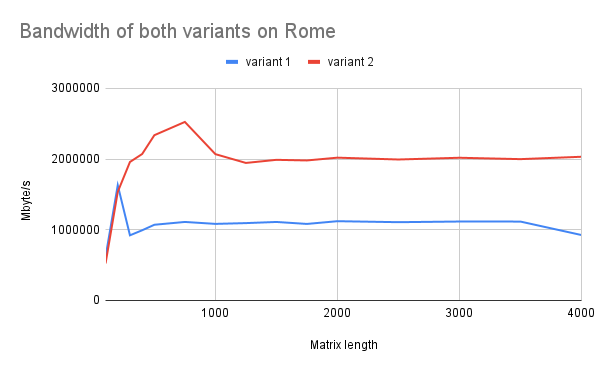 Bandwidth of both variants on Rome
variant 1 variant 2
3000000
2000000
1000000
0
Mbyte/s
1000 2000 3000 4000
Matrix length